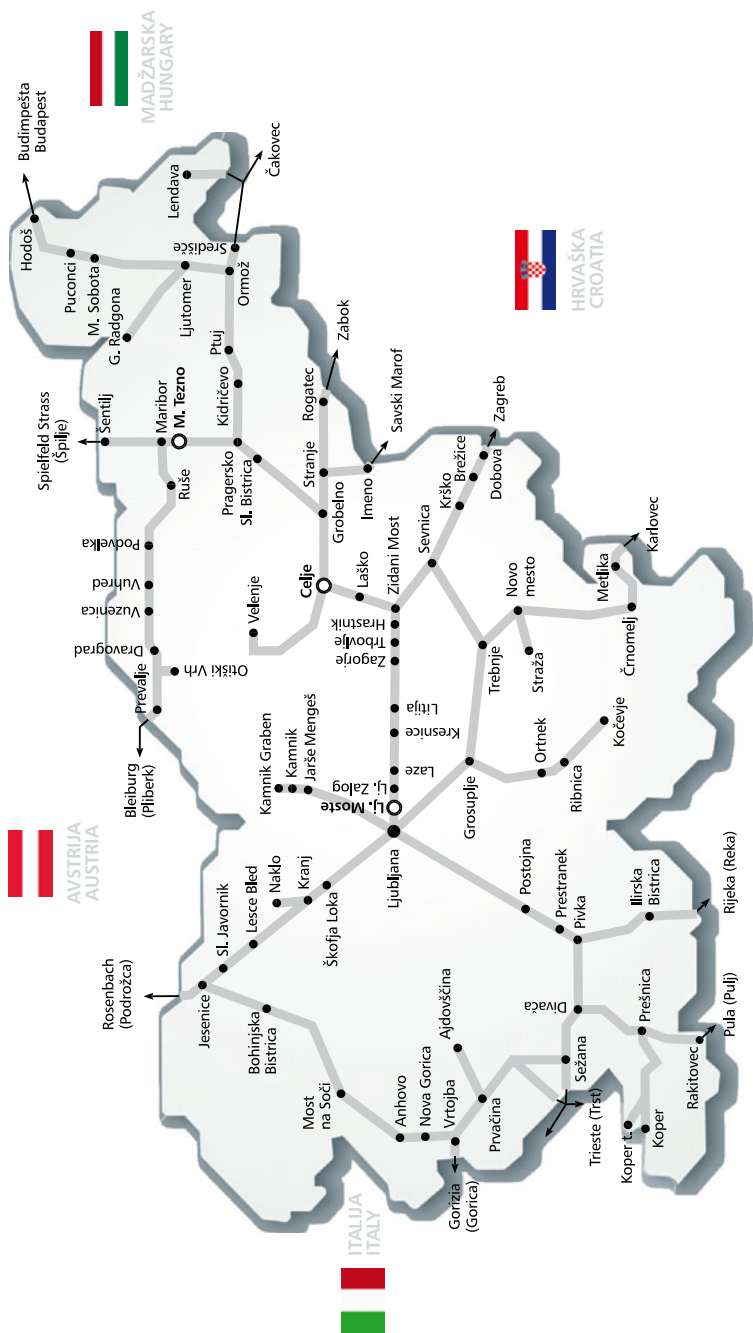 MADŽARSKA
HUNGARY
Budimpešta
Budapest
Hodoš
Puconci
M. Sobota
G. Radgona
Ljutomer
Ormož
Središče
Lendava
Čakovec
Spielfeld Strass
(Špilje)
Šentilj
Maribor
M. Tezno
Ruše
Podvelka
Vuhred
Vuzenica
Dravograd
Otiški Vrh
Prevalje
Bleiburg
(Pliberk)
Ptuj
Kidričevo
Pragersko
Sl. Bistrica
Rogatec
Zabok
Stranje
Grobelno
Imeno
Savski Marof
HRVAŠKA
CROATIA
Celje
Velenje
Laško
Zidani Most
Hrastnik
Trbovlje
Zagorje
Litija
Kresnice
Laze
Lj. Zalog
Lj. Moste
Ljubljana
Sevnica
Krško
Brežice
Dobova
Zagreb
Novo
mesto
Straža
Trebnje
Metlika
Karlovec
Črnomelj
Grosuplje
Ortnek
Ribnica
Kočevje
Kamnik Graben
Kamnik
Jarše Mengeš
AVSTRIJA
AUSTRIA
Rosenbach
(Podrožca)
Jesenice
Sl. Javornik
Lesce Bled
Naklo
Kranj
Škofja Loka
Bohinjska
Bistrica
Most
na Soči
Anhovo
Nova Gorica
Vrtojba
Gorizia
(Gorica)
Prvačina
Ajdovščina
Postojna
Prestranek
Pivka
Ilirska
Bistrica
Rijeka (Reka)
Divača
Sežana
Trieste (Trst)
Prešnica
Rakitovec
Pula (Pulj)
Koper t.
Koper
ITALIJA
ITALY